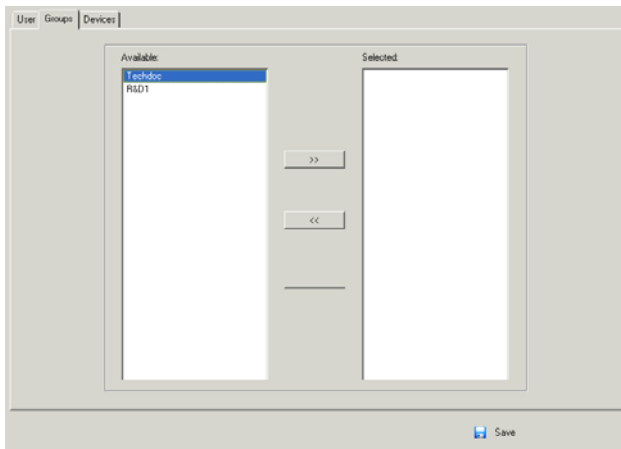 User Groups Devices
Available: Selected:
Techdoc
R&D1
>>
<<
Save